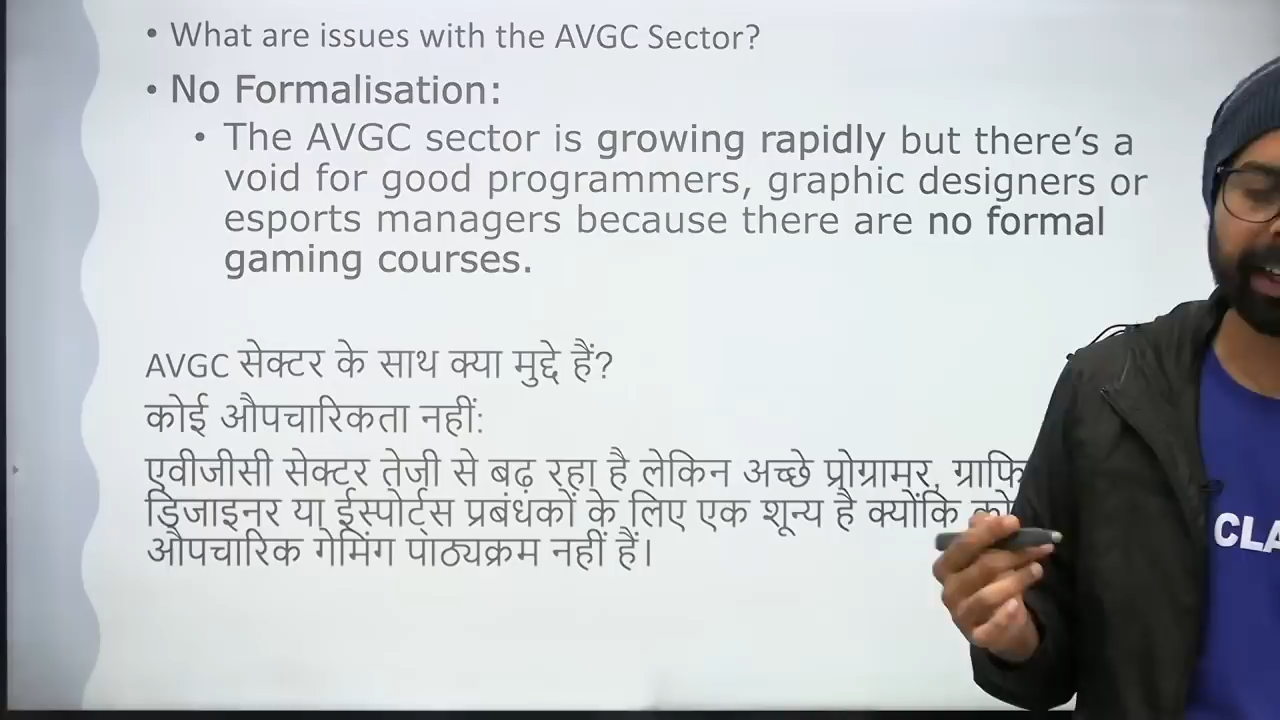 • What are issues with the AVGC Sector?
• No Formalisation:
• The AVGC sector is growing rapidly but there's a
void for good programmers, graphic designers or
esports managers because there are no formal
gaming courses.
AVGC सेक्टर के साथ क्या मुद्दे हैं?
कोई औपचारिकता नहीं:
एवीजीसी सेक्टर तेजी से बढ़ रहा है लेकिन अच्छे प्रोग्रामर,
डिजाइनर या ईस्पोर्ट्स प्रबंधकों के लिए एक शून्य है क्योंकि
औपचारिक गेमिंग पाठ्यक्रम नहीं हैं।